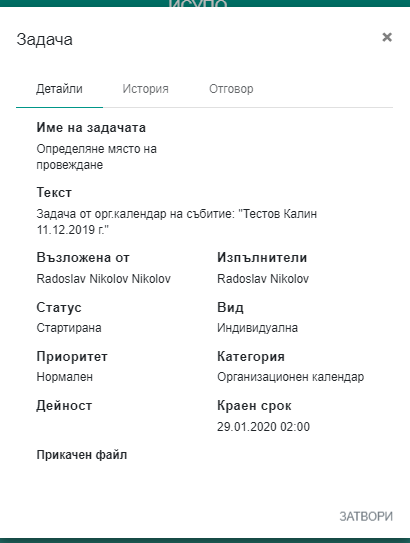 ИСУПО
Задача
×
Детайли История Отговор
Име на задачата
Определяне място на
провеждане
Текст
Задача от орг.календар на събитие: "Тестов Калин
11.12.2019 г."
Възложена от Изпълнители
Radoslav Nikolov Nikolov Radoslav Nikolov
Статус Вид
Стартирана Индивидуална
Приоритет Категория
Нормален Организационен календар
Дейност Краен срок
29.01.2020 02:00
Прикачен файл
ЗАТВОРИ